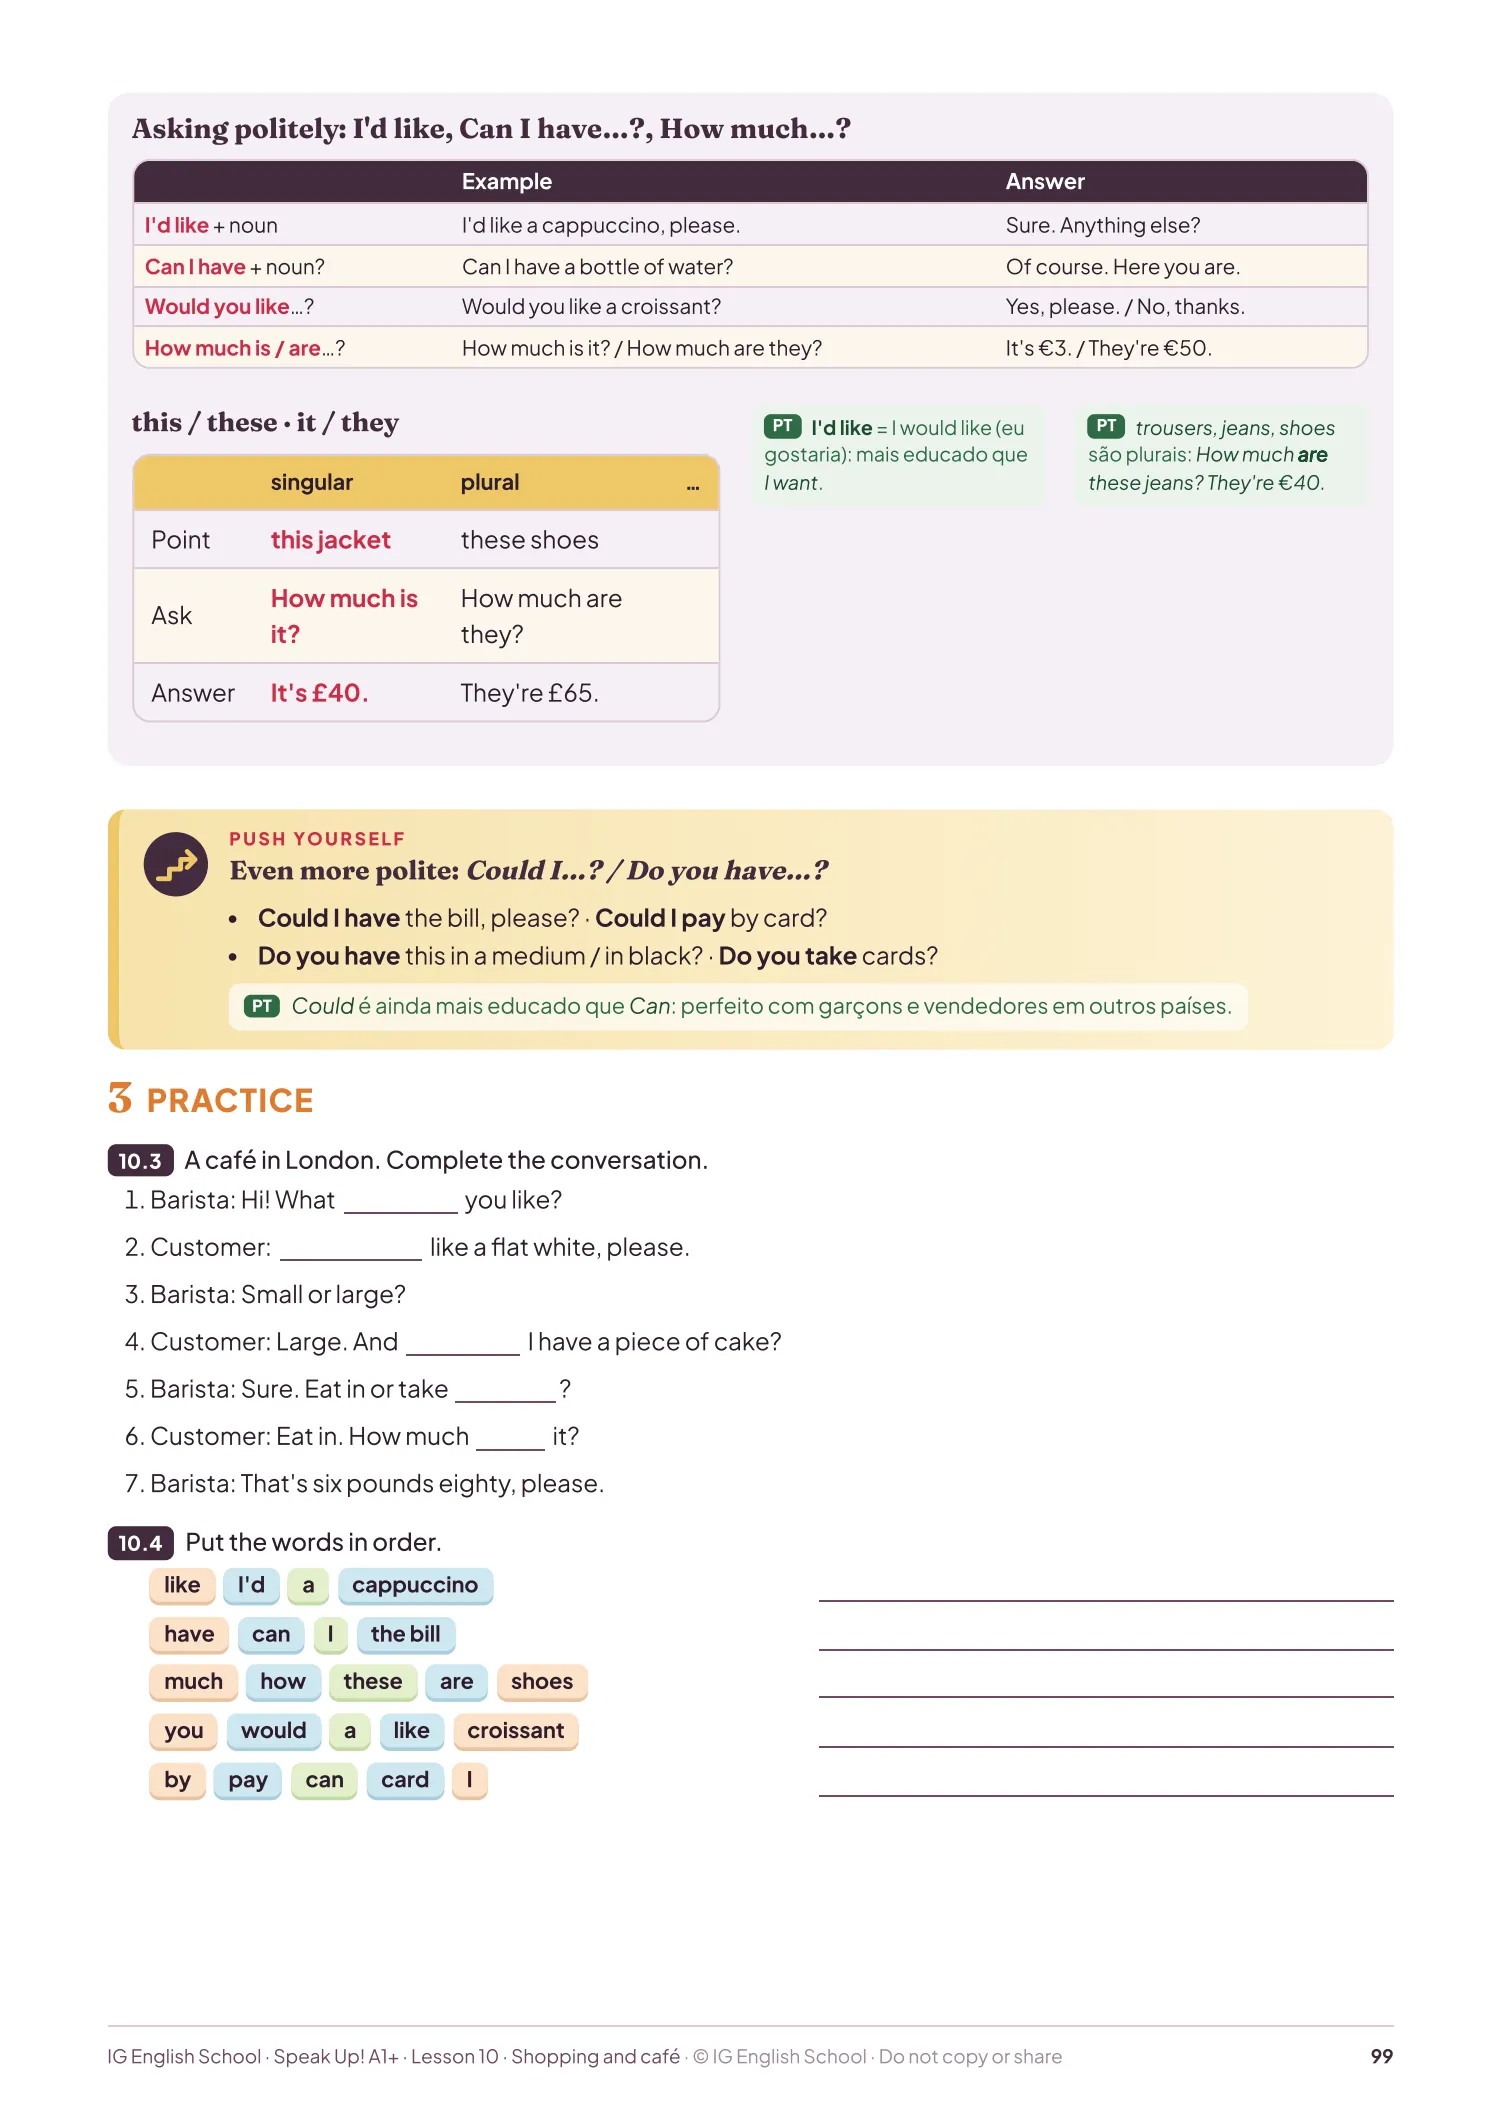 Asking politely: I'd like, Can I have...?, How much...?
Example Answer
I'd like + noun I'd like a cappuccino, please. Sure. Anything else?
Can I have + noun? Can I have a bottle of water? Of course. Here you are.
Would you like...? Would you like a croissant? Yes, please. / No, thanks.
How much is / are...? How much is it? / How much are they? It's €3. / They're €50.
this / these · it / they
singular plural ...
Point this jacket these shoes
Ask How much is it? How much are they?
Answer It's £40. They're £65.
PT I'd like = I would like (eu
gostaria): mais educado que
I want.
PT trousers, jeans, shoes
são plurais: How much are
these jeans? They're €40.
PUSH YOURSELF
Even more polite: Could I...? / Do you have...?
• Could I have the bill, please? · Could I pay by card?
• Do you have this in a medium / in black? · Do you take cards?
PT Could é ainda mais educado que Can: perfeito com garçons e vendedores em outros países.
3 PRACTICE
10.3 A café in London. Complete the conversation.
1. Barista: Hi! What ________ you like?
2. Customer: __________ like a flat white, please.
3. Barista: Small or large?
4. Customer: Large. And ________ I have a piece of cake?
5. Barista: Sure. Eat in or take _______?
6. Customer: Eat in. How much _____ it?
7. Barista: That's six pounds eighty, please.
10.4 Put the words in order.
like I'd a cappuccino
have can I the bill
much how these are shoes
you would a like croissant
by pay can card I
IG English School · Speak Up! A1+ · Lesson 10 · Shopping and café · © IG English School · Do not copy or share 99